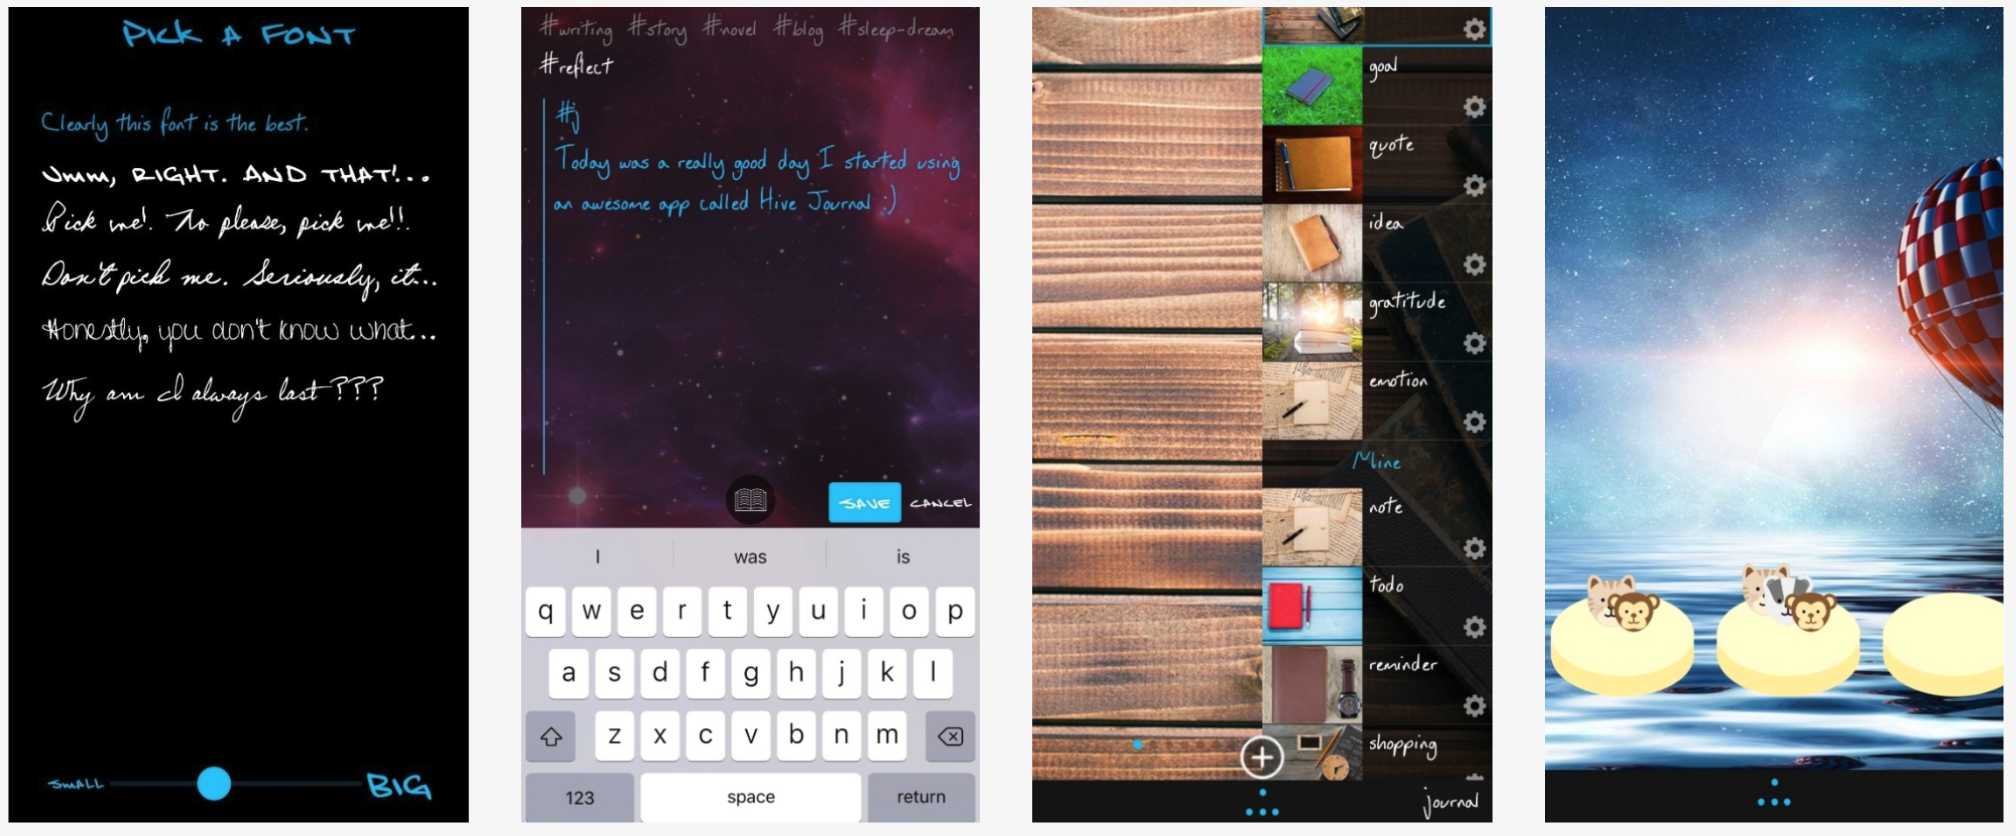 PICK A FONT
Clearly this font is the best.
Umm, RIGHT. AND THAT!...
Pick me! No please, pick me!!
Don't pick me. Seriously, it...
Honestly, you don't know what...
Why am I always last???
SMALL
BIG
#writing #story #novel #blog #sleep-dream
#reflect
#j
Today was a really good day I started using
an awesome app called Hive Journal :)
SAVE CANCEL
I was is
q w e r t y u i o p
a s d f g h j k l
z x c v b n m
123 space return
goal
quote
idea
gratitude
emotion
Mine
note
todo
reminder
shopping
journal